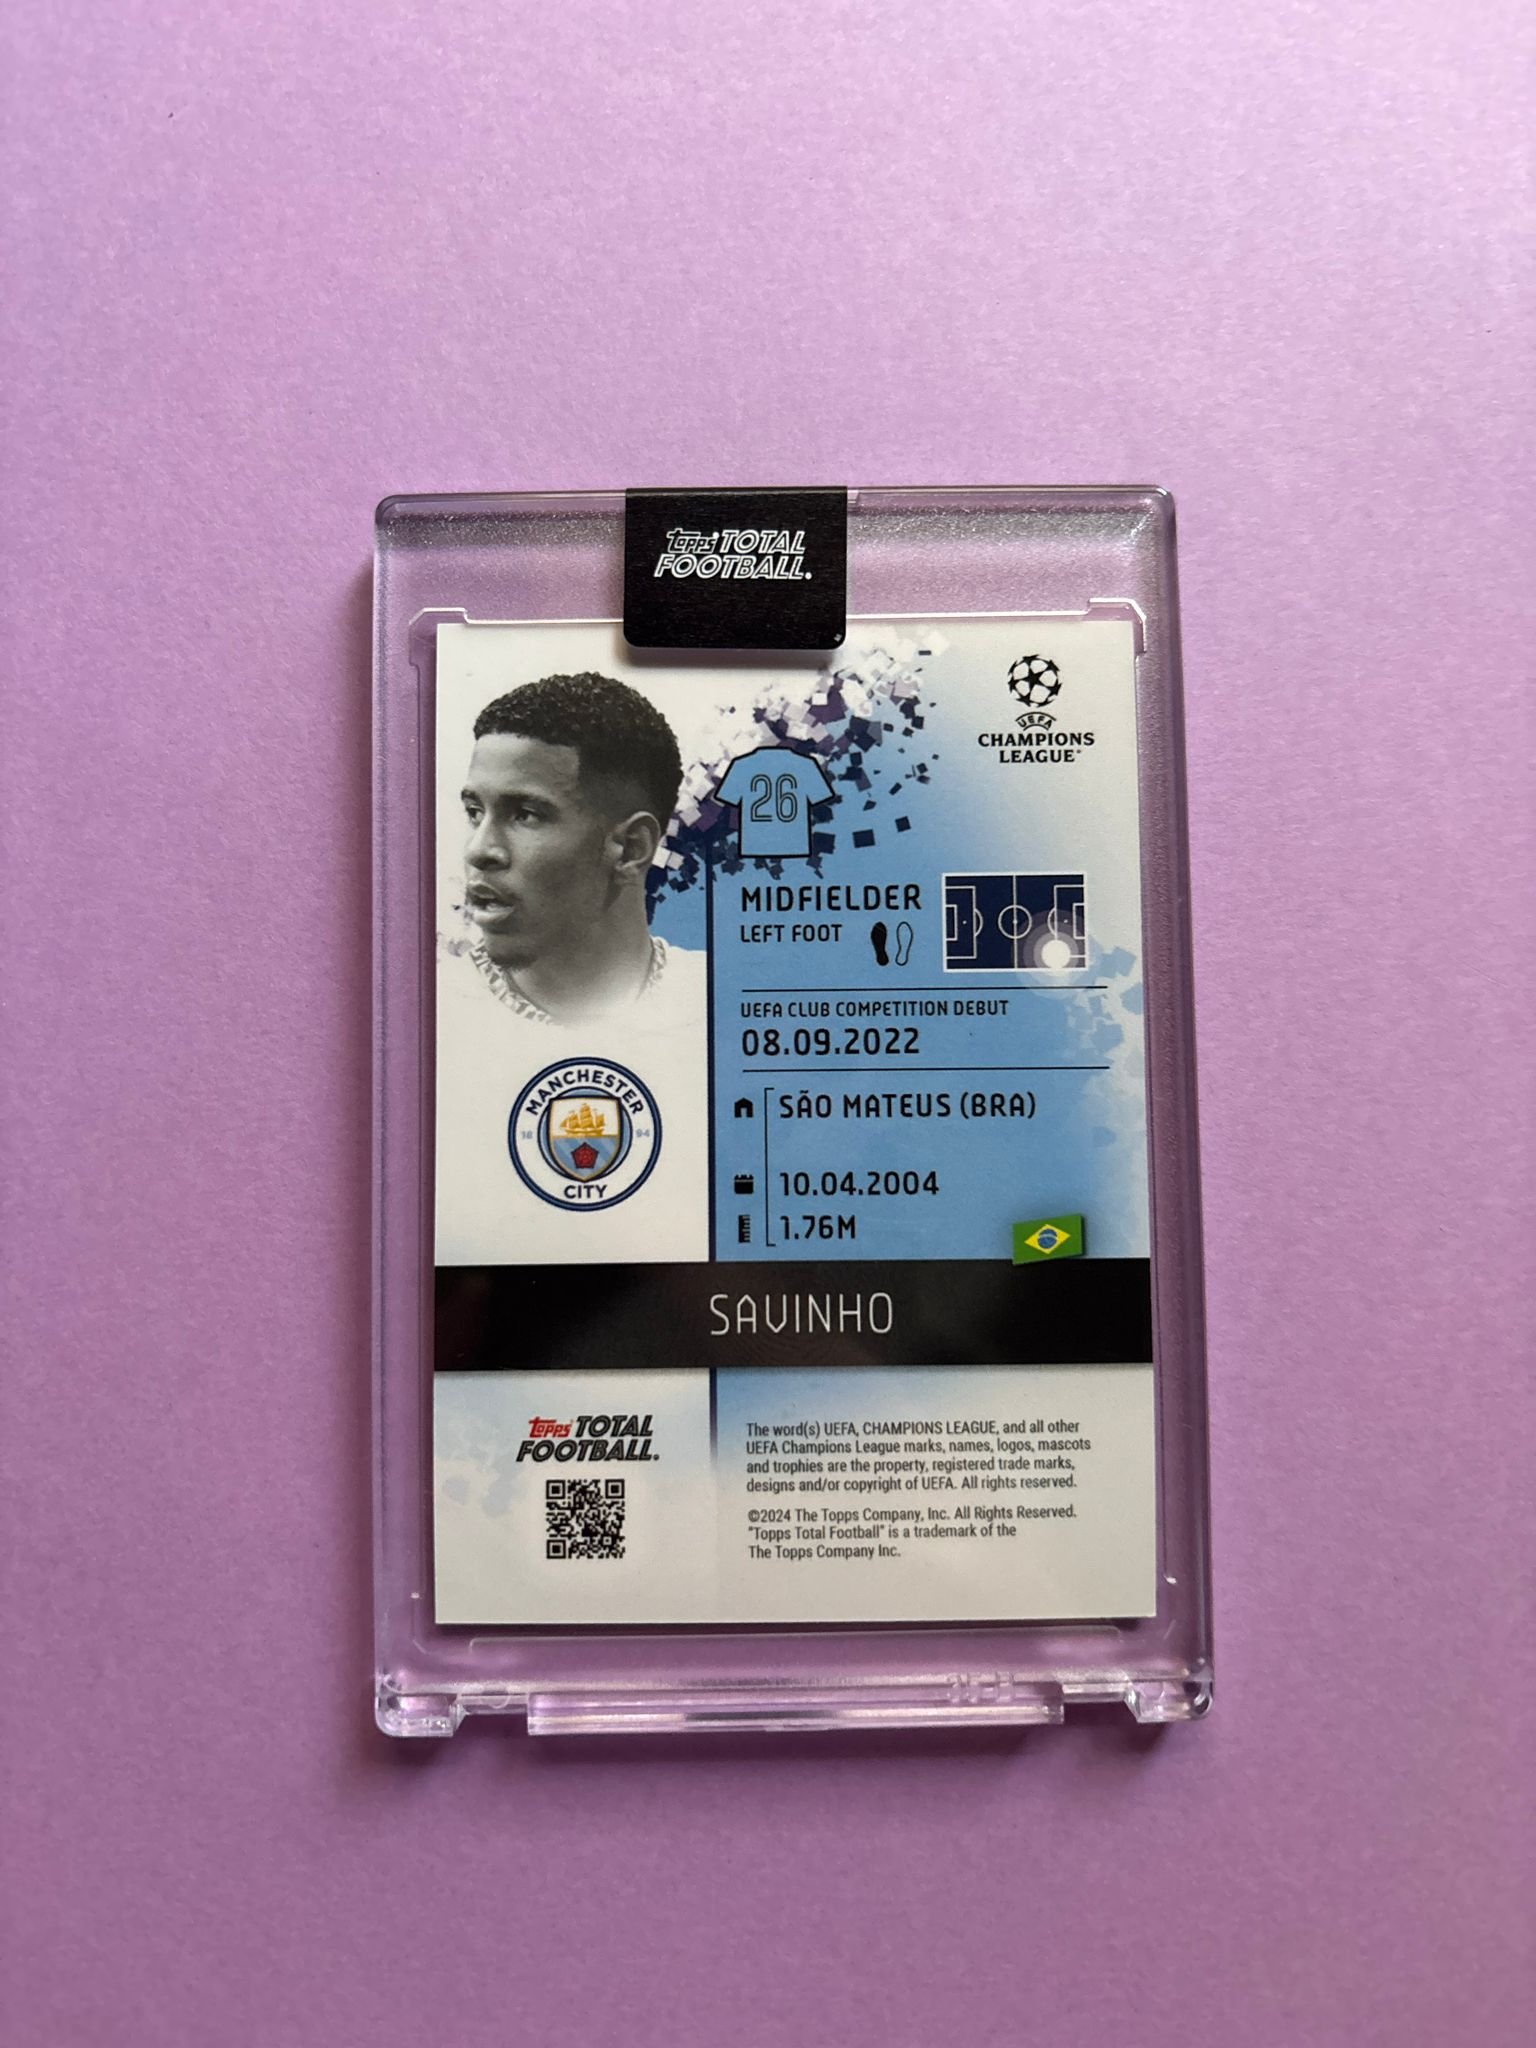 topps TOTAL
FOOTBALL.
UEFA
CHAMPIONS
LEAGUE®
26
MIDFIELDER
LEFT FOOT
UEFA CLUB COMPETITION DEBUT
08.09.2022
MANCHESTER
18 94
CITY
SÃO MATEUS (BRA)
10.04.2004
1.76M
SAVINHO
topps TOTAL
FOOTBALL.
The word(s) UEFA, CHAMPIONS LEAGUE, and all other
UEFA Champions League marks, names, logos, mascots
and trophies are the property, registered trade marks,
designs and/or copyright of UEFA. All rights reserved.
©2024 The Topps Company, Inc. All Rights Reserved.
"Topps Total Football" is a trademark of the
The Topps Company Inc.